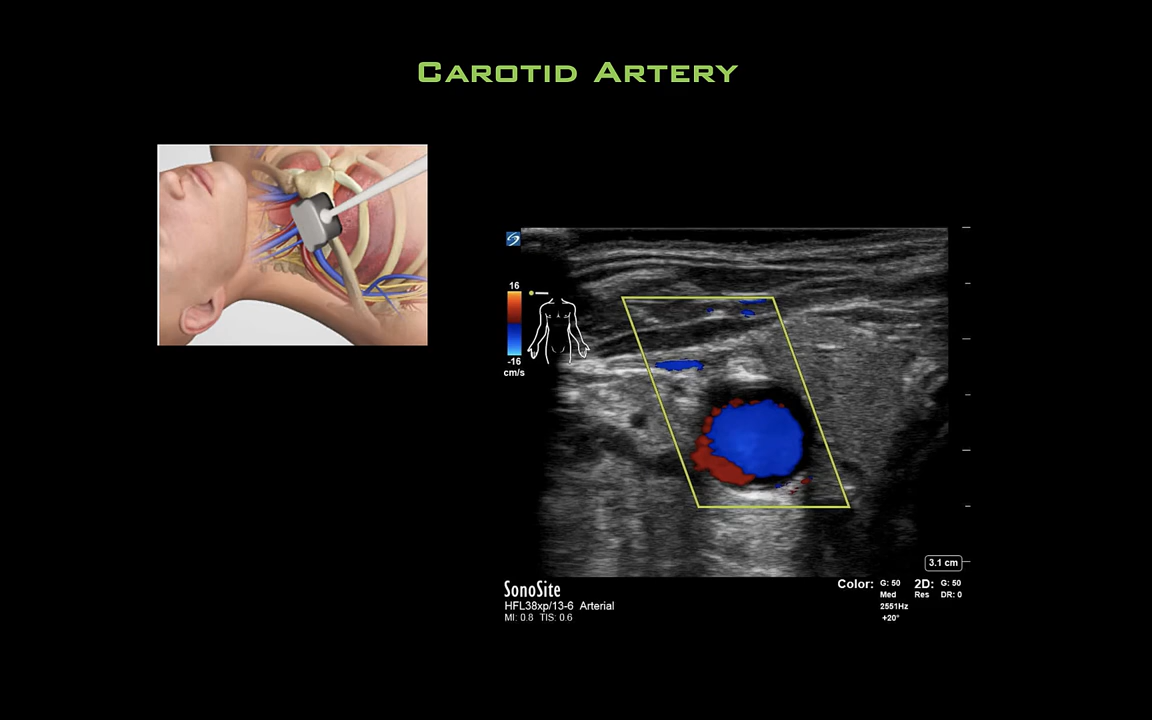 Carotid Artery
16
-16
cm/s
3.1 cm
SonoSite
HFL38xp/13-6 Arterial
MI: 0.8 TIS: 0.6
Color: G: 50
Med
2551Hz
+20°
2D: G: 50
Res DR: 0